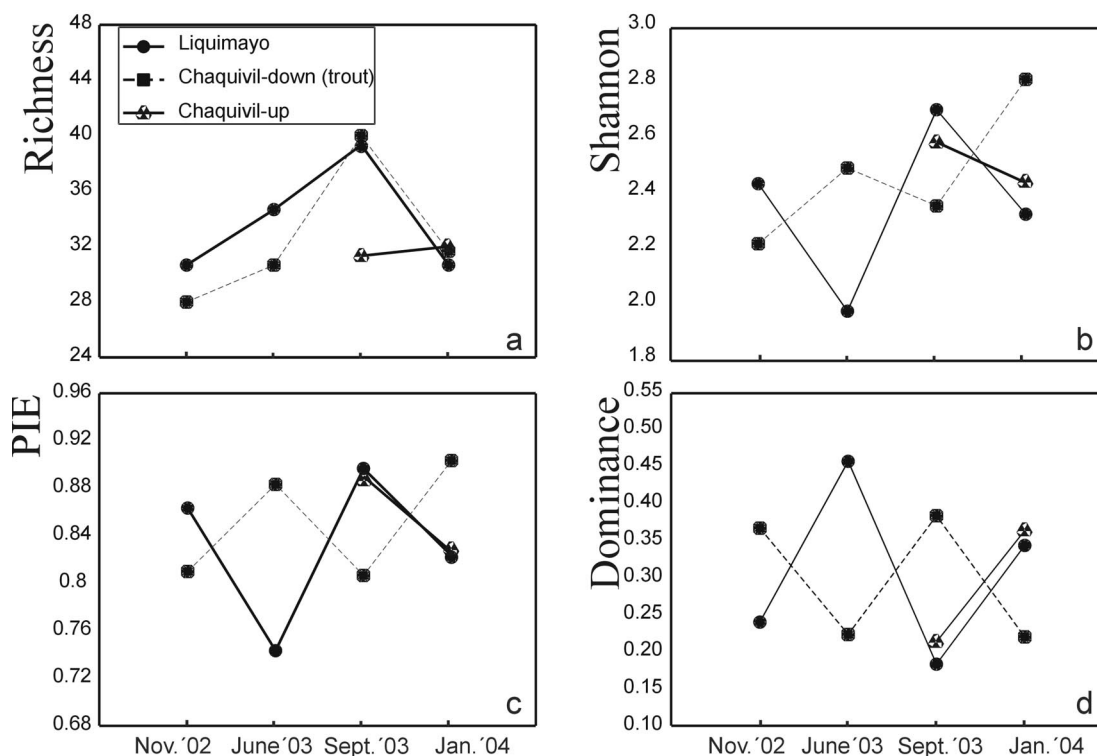 Richness
48
44
40
36
32
28
24
Liquimayo
Chaquivil-down (trout)
Chaquivil-up
a
Shannon
3.0
2.8
2.6
2.4
2.2
2.0
1.8
b
PIE
0.96
0.92
0.88
0.84
0.8
0.76
0.72
0.68
c
Nov.´02 June´03 Sept.´03 Jan.´04
Dominance
0.55
0.50
0.45
0.40
0.35
0.30
0.25
0.20
0.15
0.10
d
Nov.´02 June´03 Sept.´03 Jan.´04